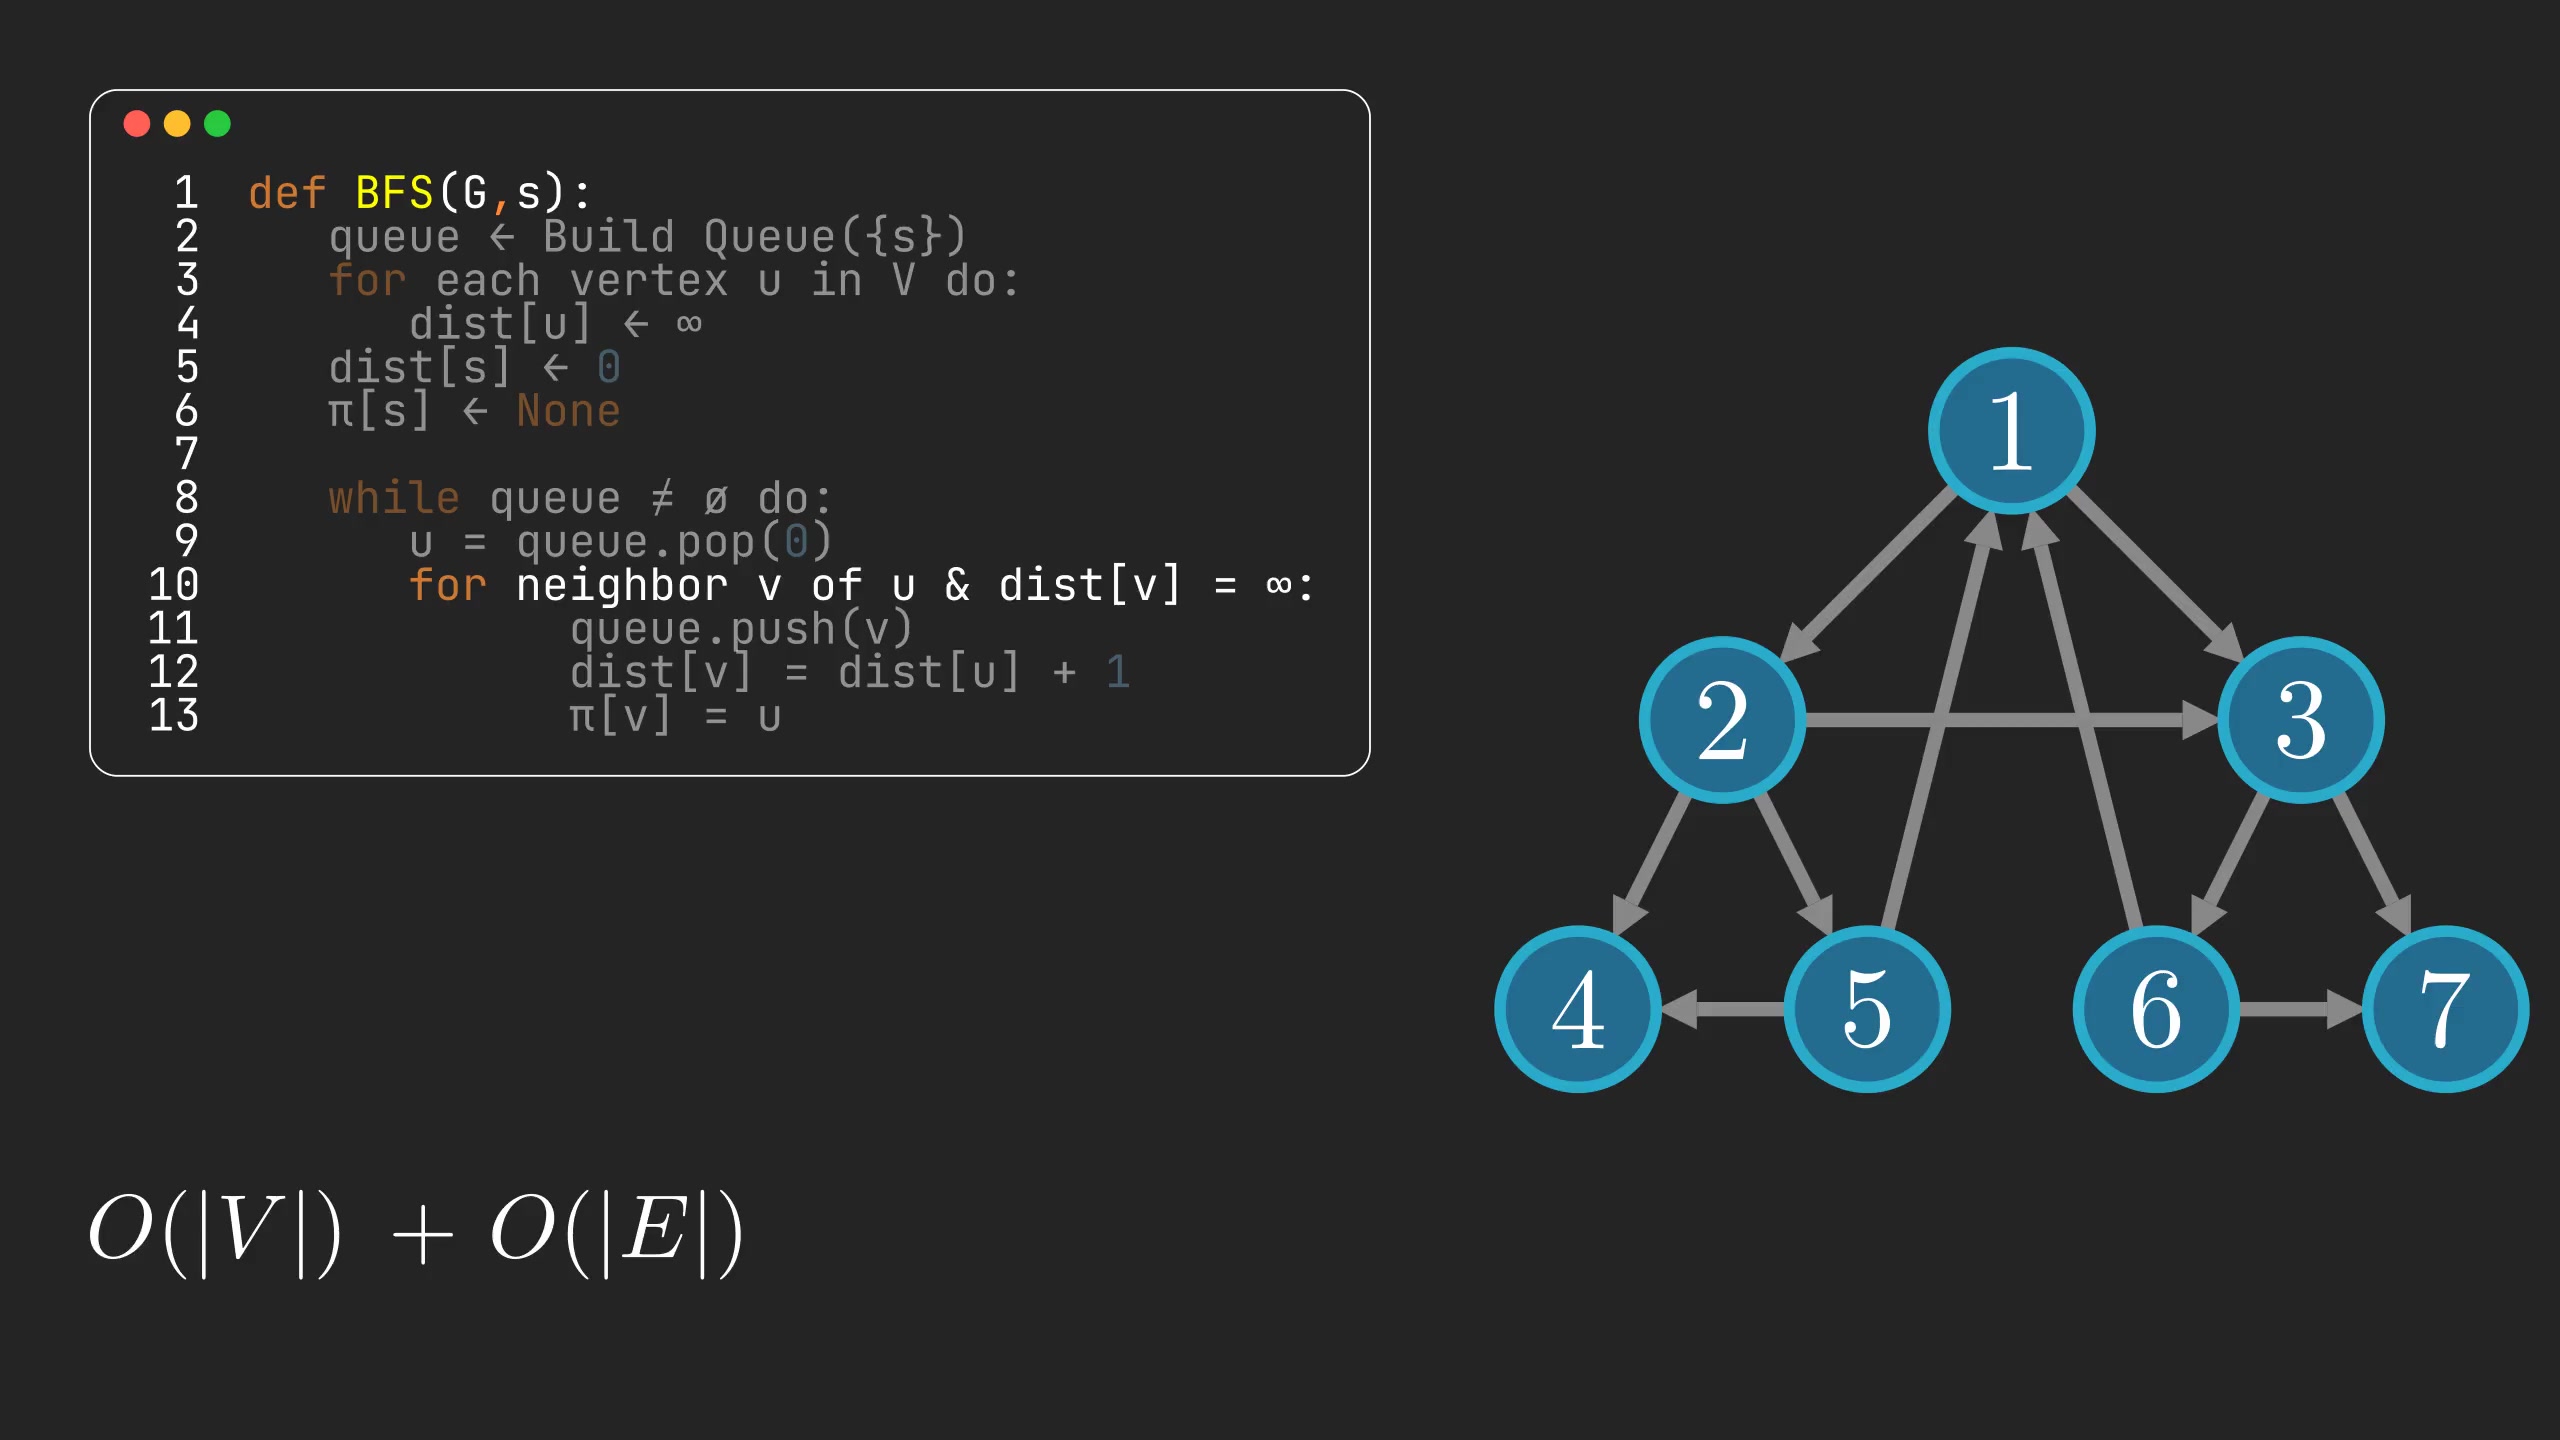 1 def BFS(G,s):
2 queue ← Build Queue({s})
3 for each vertex u in V do:
4 dist[u] ← ∞
5 dist[s] ← 0
6 π[s] ← None
7
8 while queue ≠ ø do:
9 u = queue.pop(0)
10 for neighbor v of u & dist[v] = ∞:
11 queue.push(v)
12 dist[v] = dist[u] + 1
13 π[v] = u
1
2 3
4 5 6 7
O(|V|) + O(|E|)